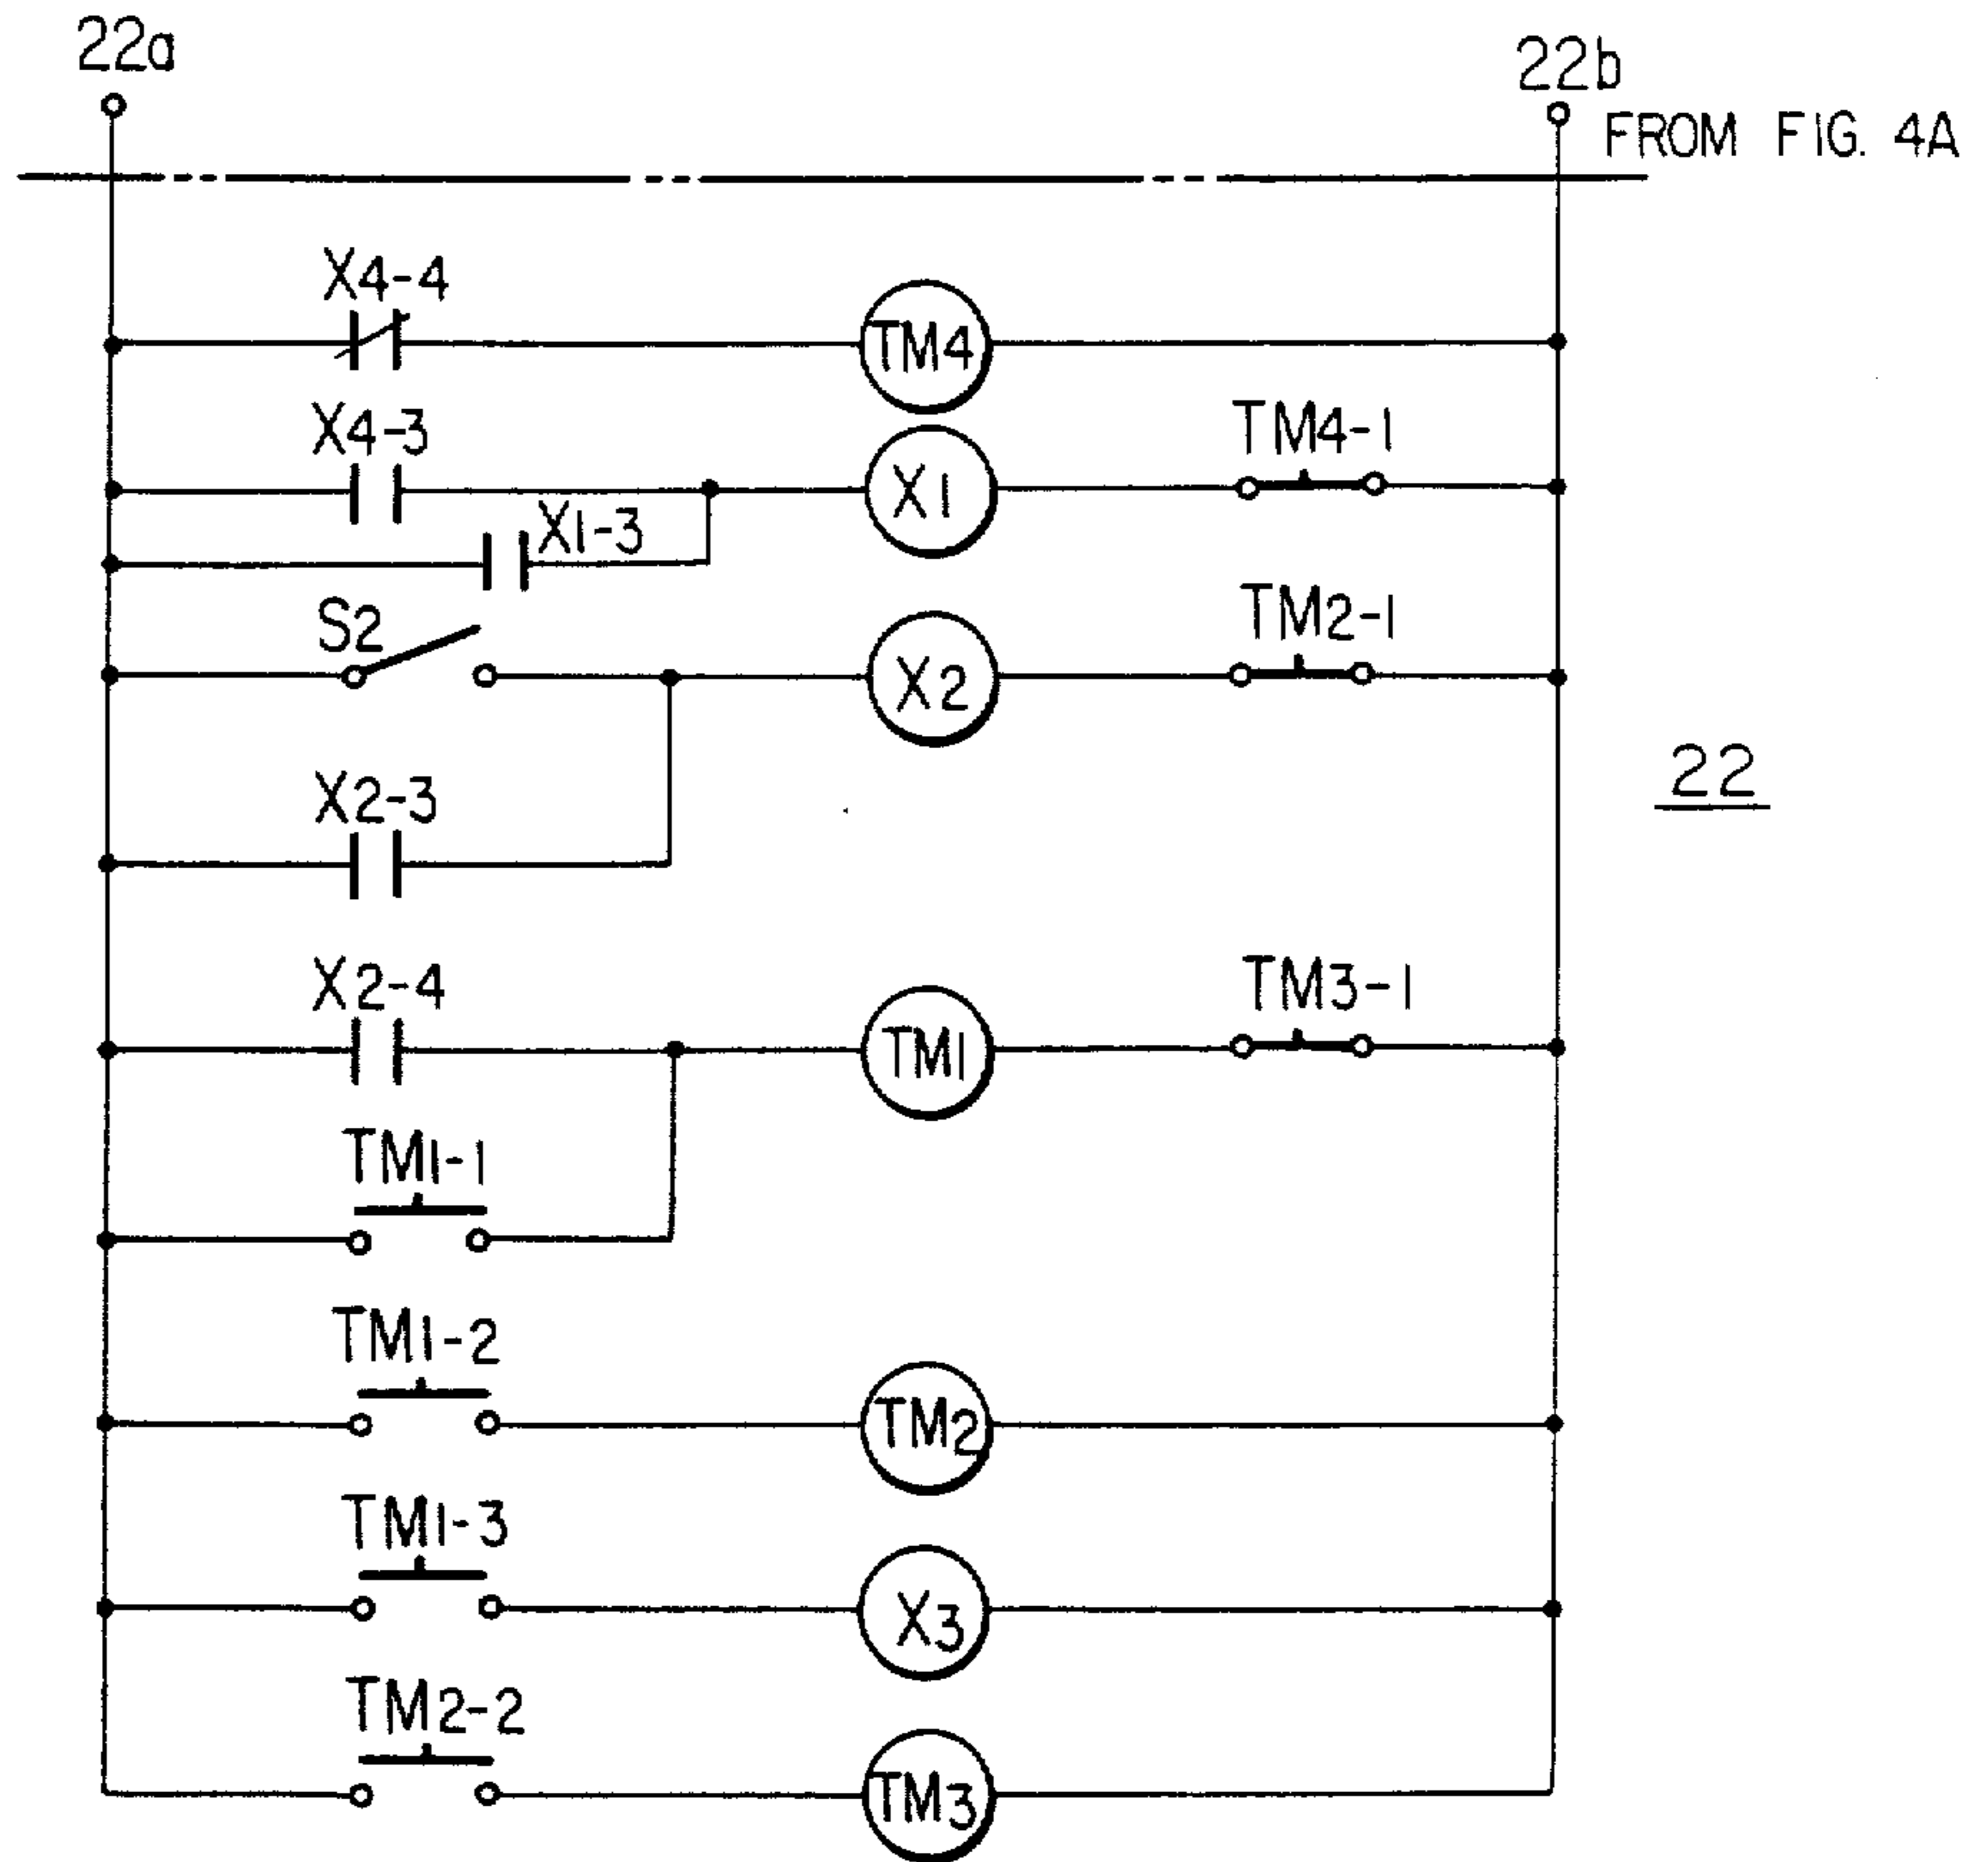 22a
22b
FROM FIG. 4A
X4-4
TM4
X4-3
X1
TM4-1
X1-3
S2
X2
TM2-1
22
X2-3
X2-4
TM1
TM3-1
TM1-1
TM1-2
TM2
TM1-3
X3
TM2-2
TM3